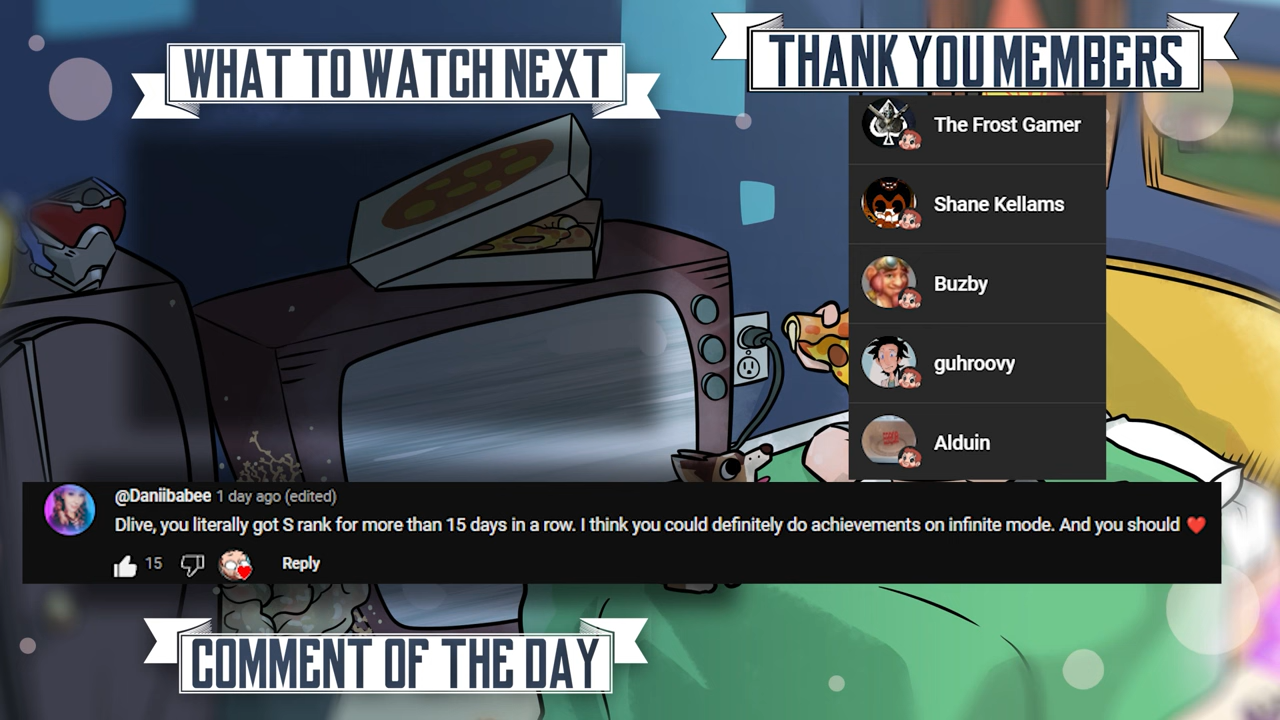 WHAT TO WATCH NEXT
THANK YOU MEMBERS
The Frost Gamer
Shane Kellams
Buzby
guhroovy
Alduin
@Daniibabee 1 day ago (edited)
Dlive, you literally got S rank for more than 15 days in a row. I think you could definitely do achievements on infinite mode. And you should ❤️
15 Reply
COMMENT OF THE DAY